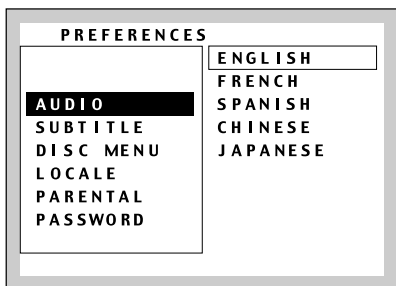 PREFERENCES
AUDIO
SUBTITLE
DISC MENU
LOCALE
PARENTAL
PASSWORD
ENGLISH
FRENCH
SPANISH
CHINESE
JAPANESE